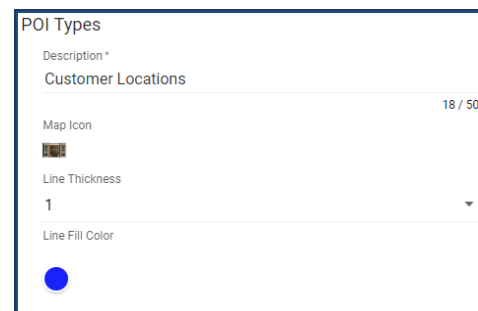 POI Types
Description *
Customer Locations
18 / 50
Map Icon
Line Thickness
1
Line Fill Color